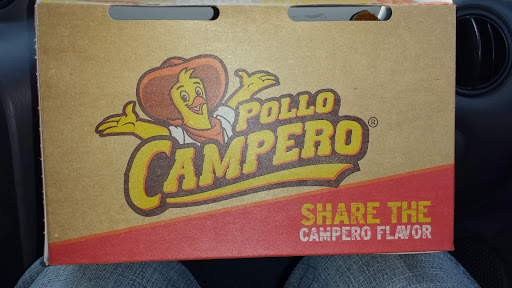 POLLO
CAMPERO®
SHARE THE
CAMPERO FLAVOR